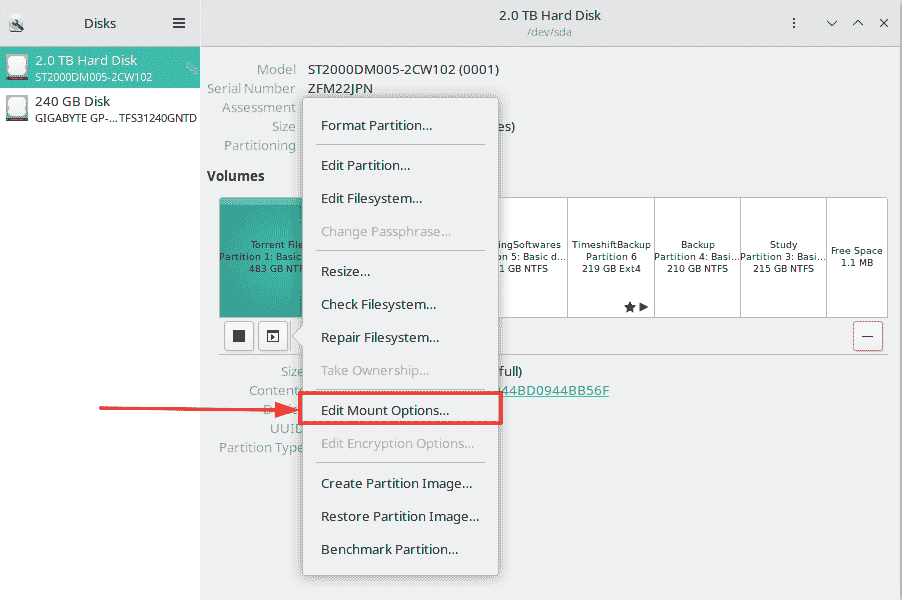 Disks
2.0 TB Hard Disk
/dev/sda
2.0 TB Hard Disk
ST2000DM005-2CW102
240 GB Disk
GIGABYTE GP-...TFS31240GNTD
Model ST2000DM005-2CW102 (0001)
Serial Number ZFM22JPN
Assessment
Size es)
Partitioning
Volumes
Format Partition...
Edit Partition...
Edit Filesystem...
Change Passphrase...
Resize...
Check Filesystem...
Repair Filesystem...
Take Ownership...
Edit Mount Options...
Edit Encryption Options...
Create Partition Image...
Restore Partition Image...
Benchmark Partition...
Torrent File
Partition 1: Basic
483 GB NTF
ingSoftwares
on 5: Basic d...
1 GB NTFS
TimeshiftBackup
Partition 6
219 GB Ext4
Backup
Partition 4: Basi...
210 GB NTFS
Study
Partition 3: Basi...
215 GB NTFS
Free Space
1.1 MB
Size full)
Content 44BD0944BB56F
UUID
Partition Type